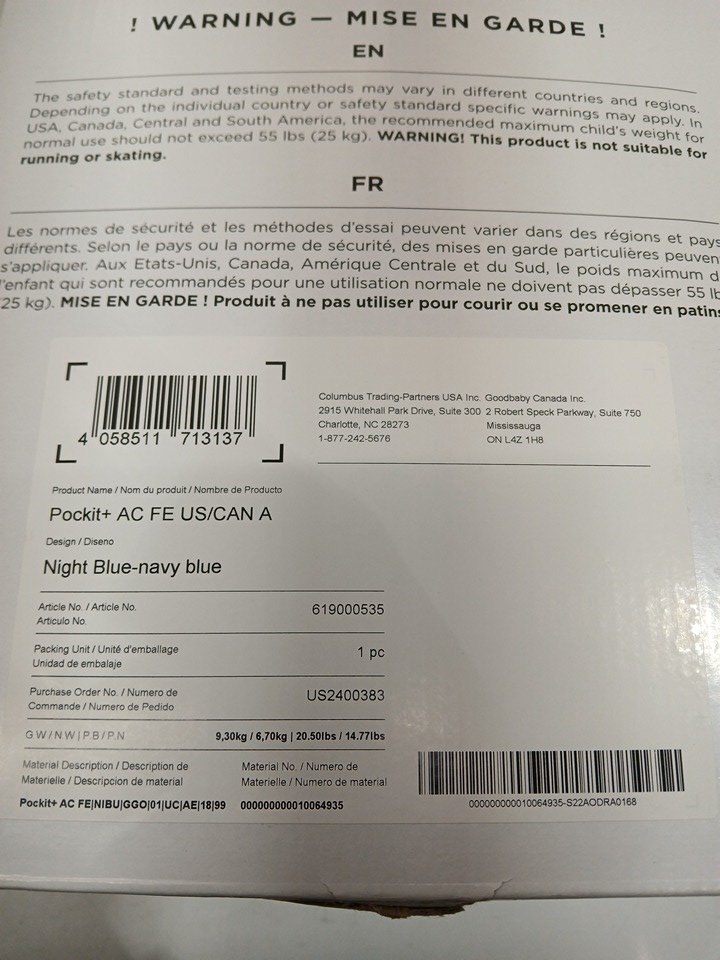 ! WARNING — MISE EN GARDE !
EN
The safety standard and testing methods may vary in different countries and regions.
Depending on the individual country or safety standard specific warnings may apply. In
USA, Canada, Central and South America, the recommended maximum child's weight for
normal use should not exceed 55 lbs (25 kg). WARNING! This product is not suitable for
running or skating.
FR
Les normes de sécurité et les méthodes d'essai peuvent varier dans des régions et pays
différents. Selon le pays ou la norme de sécurité, des mises en garde particulières peuven
s'appliquer. Aux Etats-Unis, Canada, Amérique Centrale et du Sud, le poids maximum d
l'enfant qui sont recommandés pour une utilisation normale ne doivent pas dépasser 55 lb
(25 kg). MISE EN GARDE ! Produit à ne pas utiliser pour courir ou se promener en patins
4 058511 713137
Columbus Trading-Partners USA Inc.
2915 Whitehall Park Drive, Suite 300
Charlotte, NC 28273
1-877-242-5676
Goodbaby Canada Inc.
2 Robert Speck Parkway, Suite 750
Mississauga
ON L4Z 1H8
Product Name / Nom du produit / Nombre de Producto
Pockit+ AC FE US/CAN A
Design / Diseno
Night Blue-navy blue
Article No. / Article No.
Articulo No.
619000535
Packing Unit / Unité d'emballage
Unidad de embalaje
1 pc
Purchase Order No. / Numero de
Commande / Numero de Pedido
US2400383
GW/NW|P.B/P.N
9,30kg / 6,70kg | 20.50lbs / 14.77lbs
Material Description / Description de
Materielle / Descripcion de material
Material No. / Numero de
Materielle / Numero de material
Pockit+ AC FE|NIBU|GGO|01|UC|AE|18|99
000000000010064935
000000000010064935-S22AODRA0168